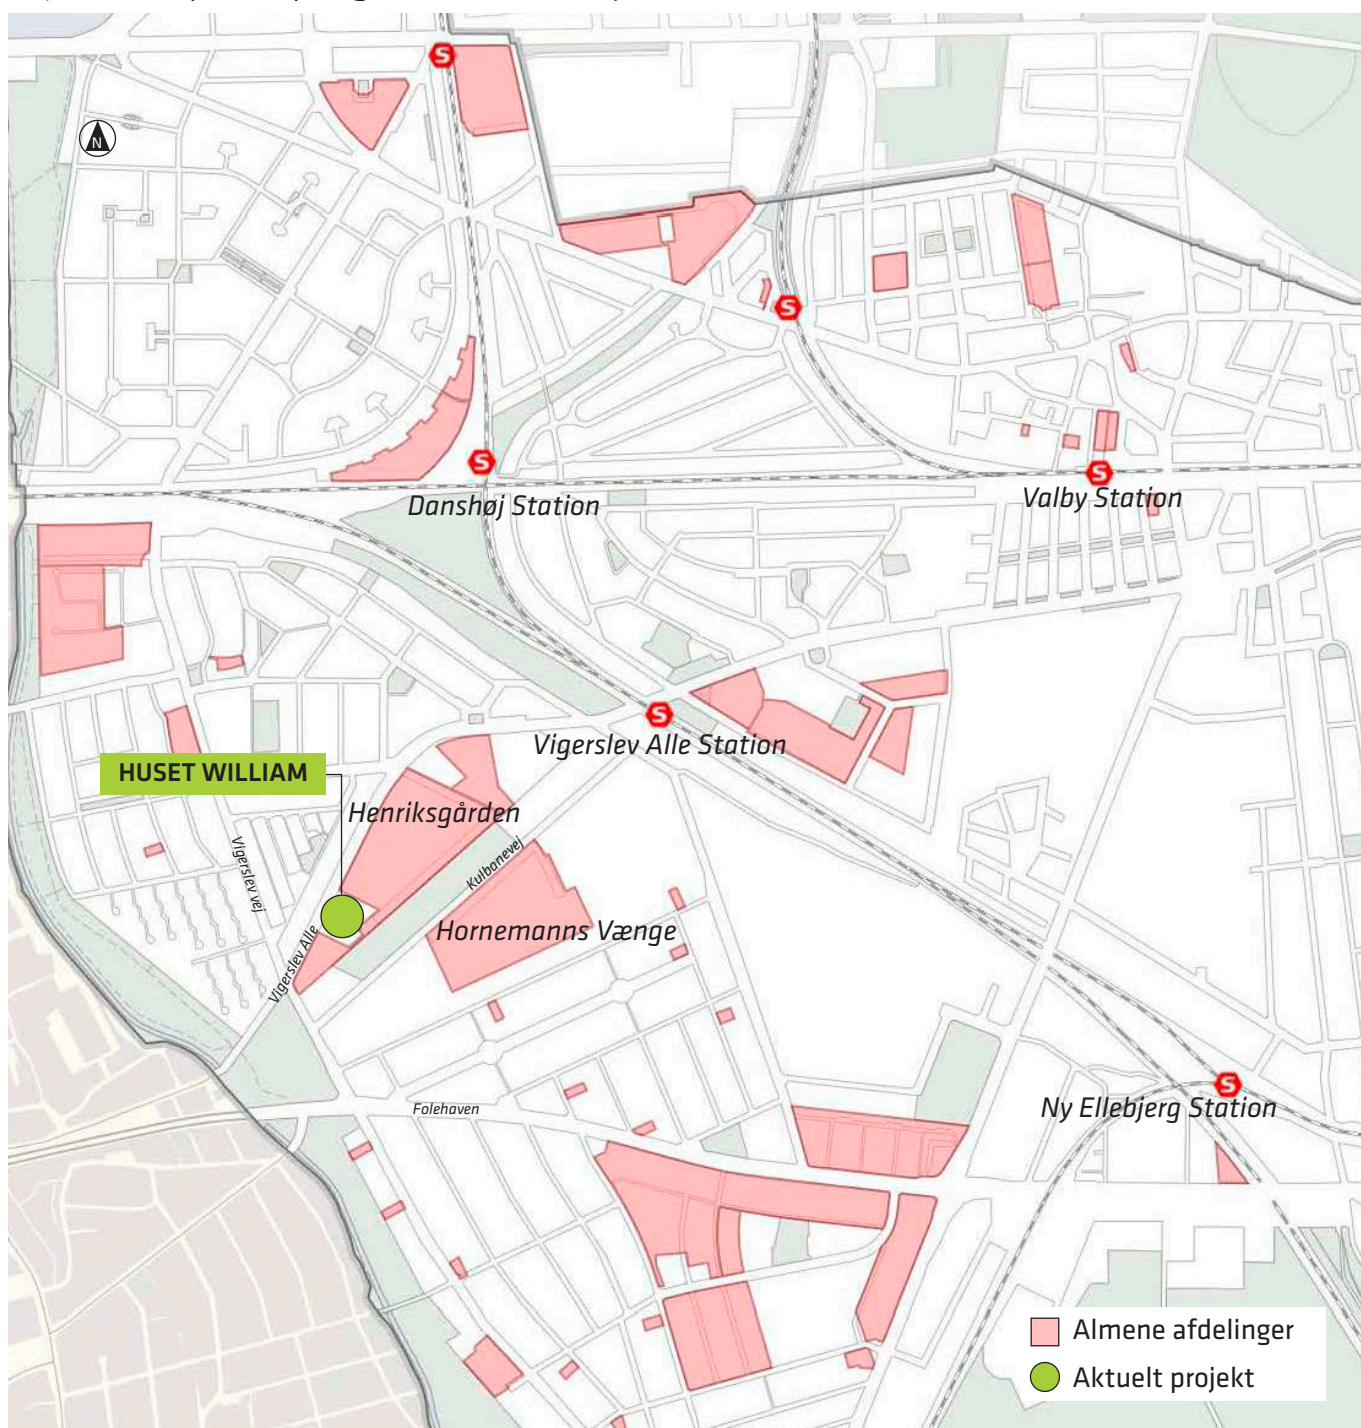 S
N
S
S
S
Danshøj Station
Valby Station
S
Vigerslev Alle Station
HUSET WILLIAM
Henriksgården
Vigerslev vej
Kulbanevej
Hornemanns Vænge
Vigerslev Alle
S
Folehaven
Ny Ellebjerg Station
Almene afdelinger
Aktuelt projekt